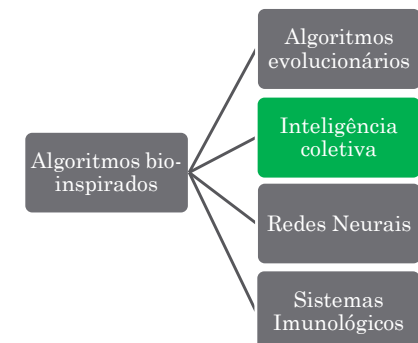 Algoritmos
evolucionários
Inteligência
coletiva
Algoritmos bio-
inspirados
Redes Neurais
Sistemas
Imunológicos